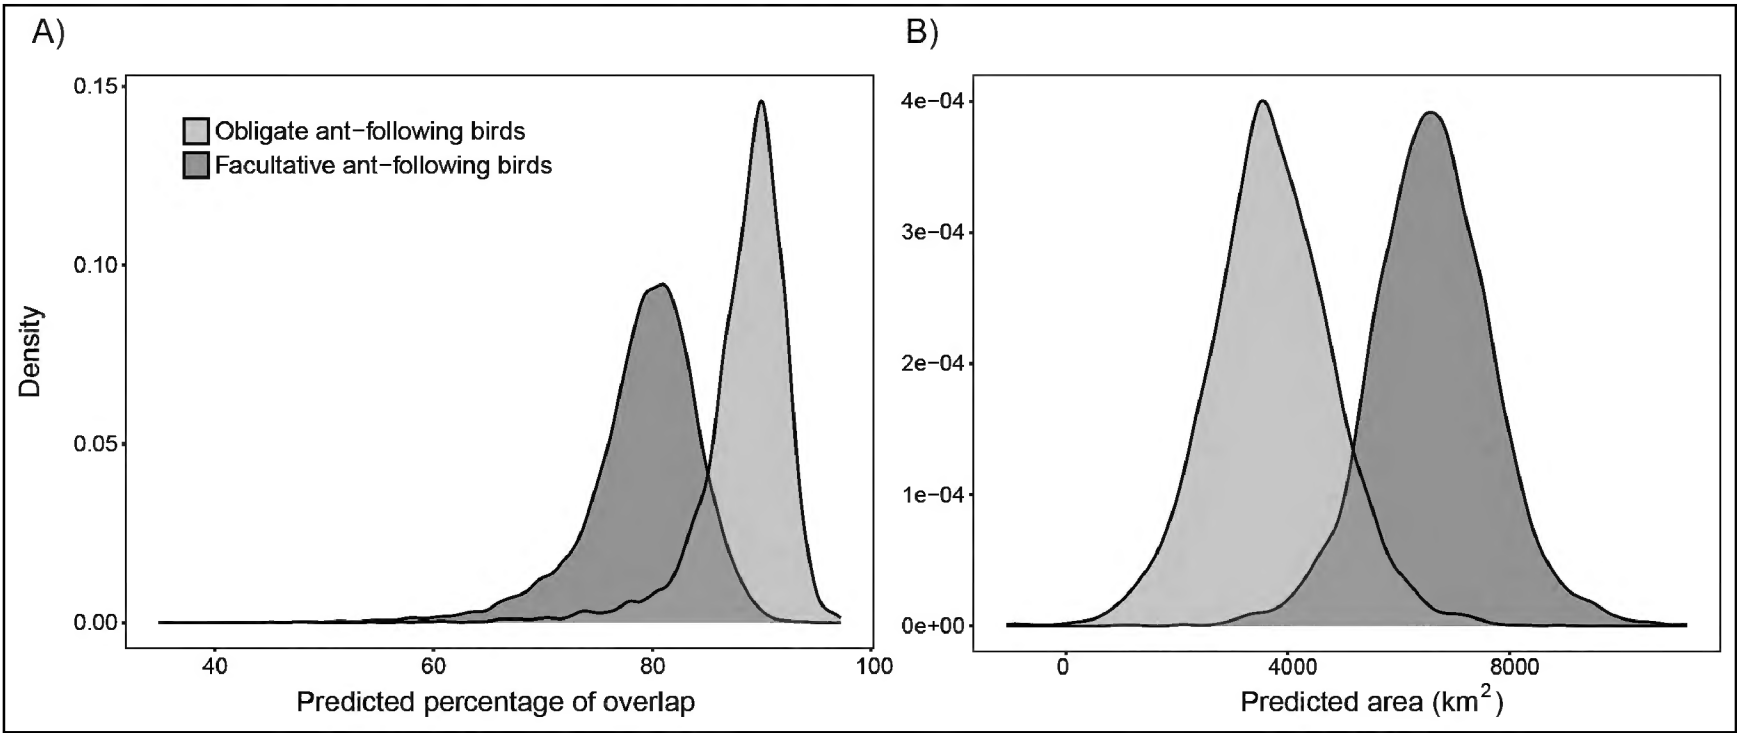 A)
0.15
0.10
0.05
0.00
Density
Obligate ant−following birds
Facultative ant−following birds
40 60 80 100
Predicted percentage of overlap
B)
4e−04
3e−04
2e−04
1e−04
0e+00
0 4000 8000
Predicted area (km²)